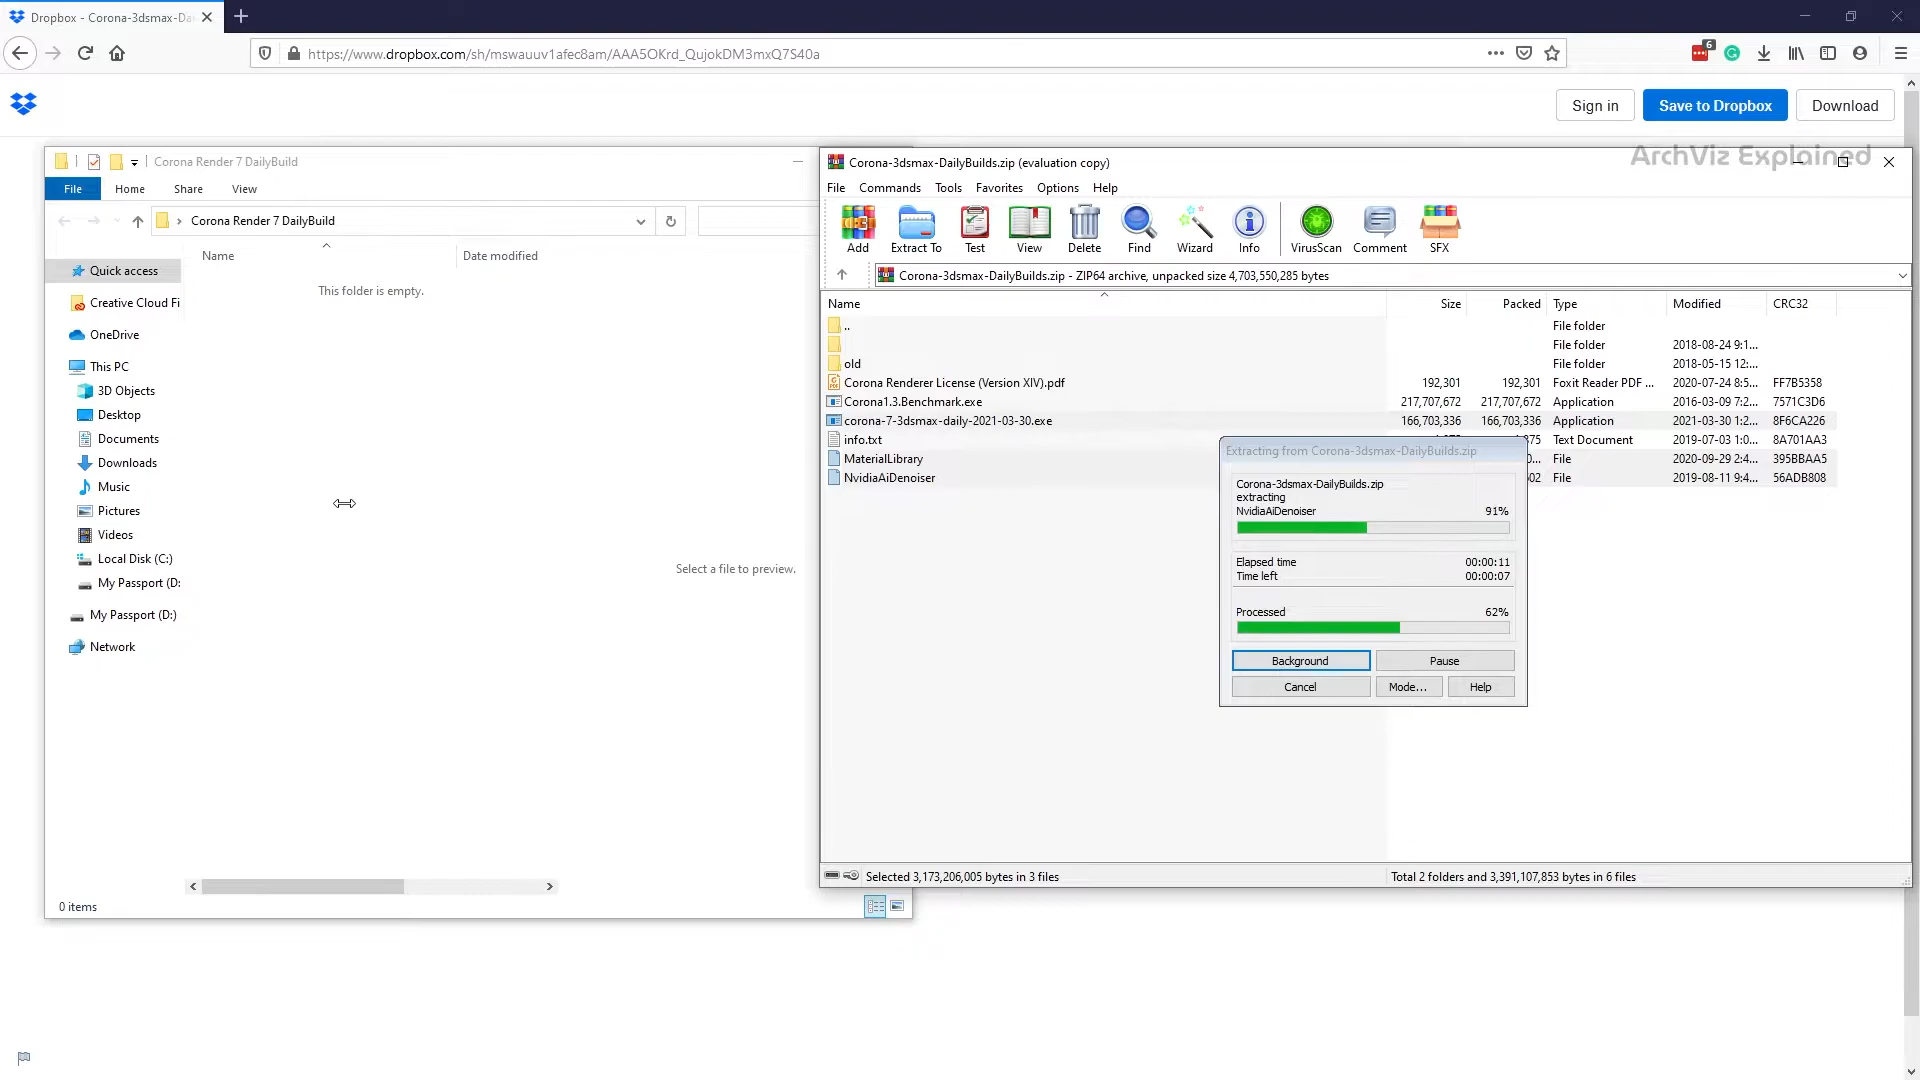 Dropbox - Corona-3dsmax-Da
https://www.dropbox.com/sh/mswauuv1afec8am/AAA5OKrd_QujokDM3mxQ7S40a
6
Sign in
Save to Dropbox
Download
ArchViz Explained
Corona Render 7 DailyBuild
File Home Share View
Corona Render 7 DailyBuild
Name Date modified
This folder is empty.
Quick access
Creative Cloud Fi
OneDrive
This PC
3D Objects
Desktop
Documents
Downloads
Music
Pictures
Videos
Local Disk (C:)
My Passport (D:
My Passport (D:)
Network
Select a file to preview.
0 items
Corona-3dsmax-DailyBuilds.zip (evaluation copy)
File Commands Tools Favorites Options Help
Add Extract To Test View Delete Find Wizard Info VirusScan Comment SFX
Corona-3dsmax-DailyBuilds.zip - ZIP64 archive, unpacked size 4,703,550,285 bytes
Name Size Packed Type Modified CRC32
.. File folder
File folder 2018-08-24 9:1...
old File folder 2018-05-15 12:...
Corona Renderer License (Version XIV).pdf 192,301 192,301 Foxit Reader PDF ... 2020-07-24 8:5... FF7B5358
Corona1.3.Benchmark.exe 217,707,672 217,707,672 Application 2016-03-09 7:2... 7571C3D6
corona-7-3dsmax-daily-2021-03-30.exe 166,703,336 166,703,336 Application 2021-03-30 1:2... 8F6CA226
info.txt Text Document 2019-07-03 1:0... 8A701AA3
MaterialLibrary File 2020-09-29 2:4... 395BBAA5
NvidiaAiDenoiser File 2019-08-11 9:4... 56ADB808
Extracting from Corona-3dsmax-DailyBuilds.zip
Corona-3dsmax-DailyBuilds.zip
extracting
NvidiaAiDenoiser 91%
Elapsed time 00:00:11
Time left 00:00:07
Processed 62%
Background Pause
Cancel Mode... Help
Selected 3,173,206,005 bytes in 3 files
Total 2 folders and 3,391,107,853 bytes in 6 files